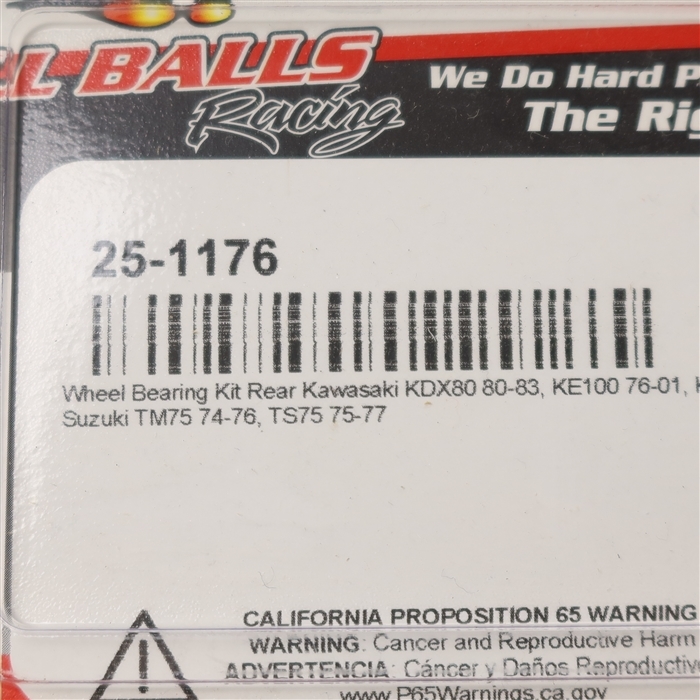 LL BALLS
Racing
We Do Hard P
The Rig
25-1176
Wheel Bearing Kit Rear Kawasaki KDX80 80-83, KE100 76-01, K
Suzuki TM75 74-76, TS75 75-77
CALIFORNIA PROPOSITION 65 WARNING
WARNING: Cancer and Reproductive Harm
ADVERTENCIA: Cáncer y Daños Reproductive
www.P65Warnings.ca.gov